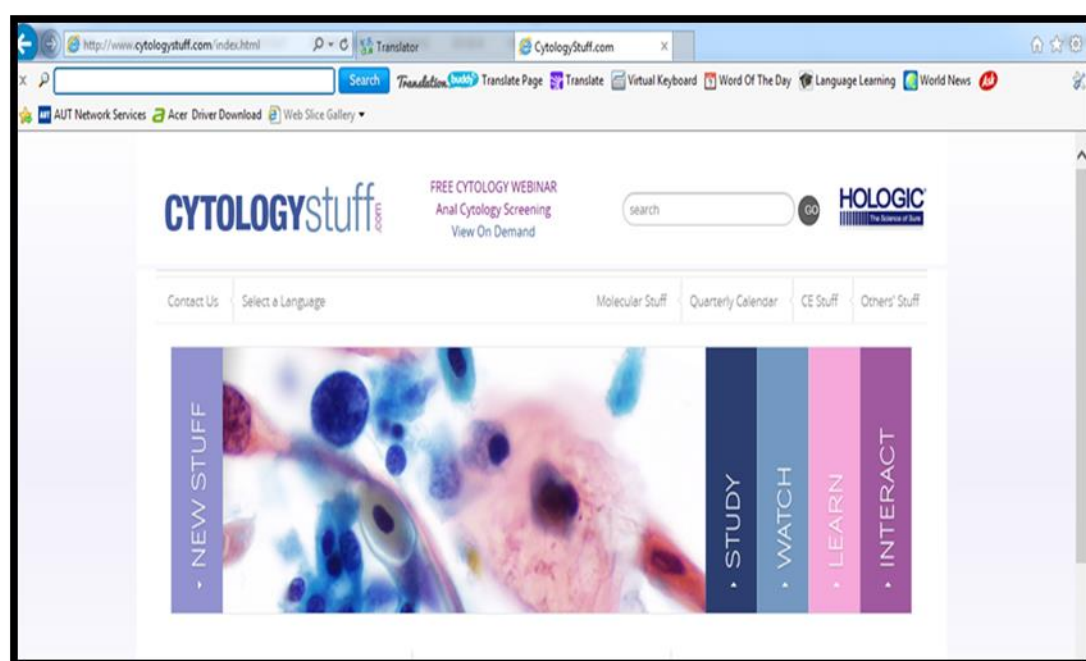 http://www.cytologystuff.com/index.html Translator CytologyStuff.com X
x Search Translation buddy Translate Page Translate Virtual Keyboard Word Of The Day Language Learning World News Ask
AUT Network Services Acer Driver Download Web Slice Gallery
CYTOLOGYstuff.com
FREE CYTOLOGY WEBINAR
Anal Cytology Screening
View On Demand
search GO
HOLOGIC
The Science of Sure
Contact Us Select a Language Molecular Stuff Quarterly Calendar CE Stuff Others' Stuff
NEW STUFF
STUDY
WATCH
LEARN
INTERACT